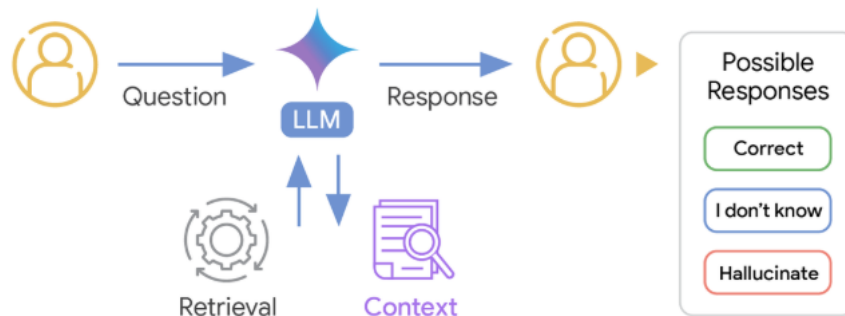 Question
LLM
Response
Retrieval
Context
Possible
Responses
Correct
I don't know
Hallucinate